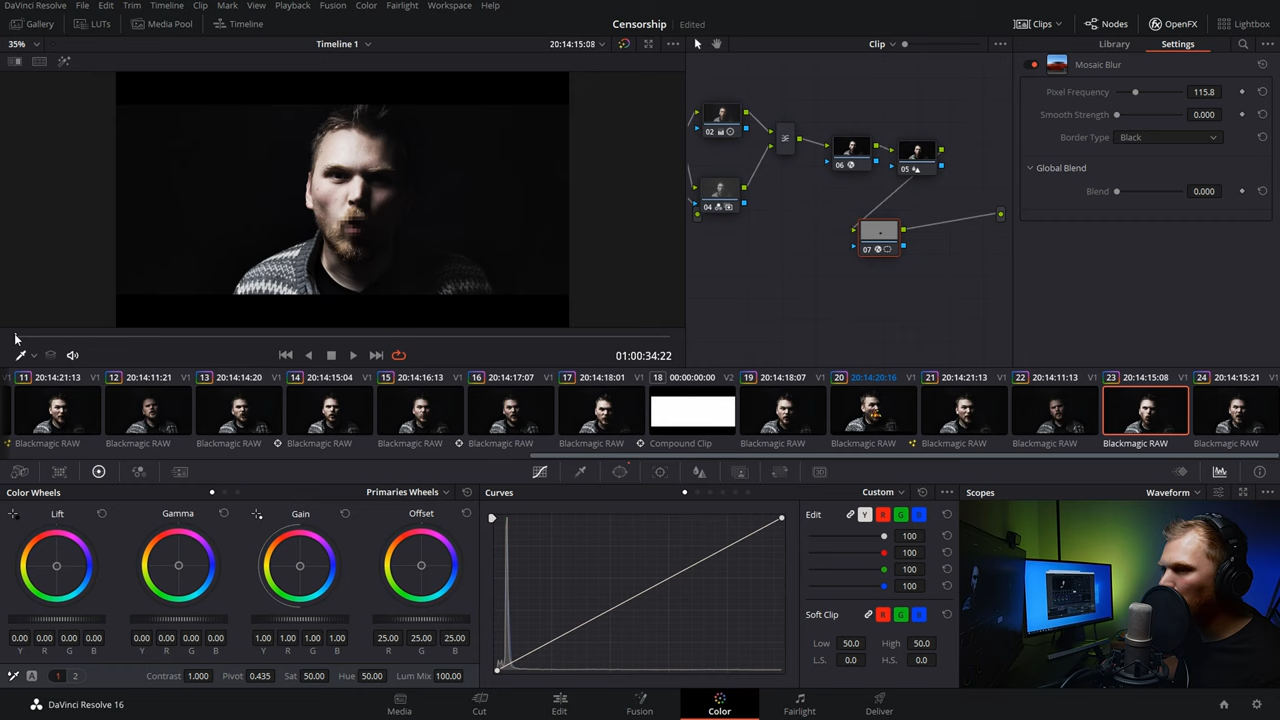 DaVinci Resolve File Edit Trim Timeline Clip Mark View Playback Fusion Color Fairlight Workspace Help
Gallery LUTs Media Pool Timeline Censorship Edited Clips Nodes OpenFX Lightbox
35% Timeline 1 20:14:15:08 Clip Library Settings
Mosaic Blur
Pixel Frequency 115.8
Smooth Strength 0.000
Border Type Black
Global Blend
Blend 0.000
02
06
05
04
07
01:00:34:22
11 20:14:21:13 V1 12 20:14:11:21 V1 13 20:14:14:20 V1 14 20:14:15:04 V1 15 20:14:16:13 V1 16 20:14:17:07 V1 17 20:14:18:01 V1 18 00:00:00:00 V2 19 20:14:18:07 V1 20 20:14:20:16 V1 21 20:14:21:13 V1 22 20:14:11:13 V1 23 20:14:15:08 V1 24 20:14:15:21 V1
Blackmagic RAW Blackmagic RAW Blackmagic RAW Blackmagic RAW Blackmagic RAW Blackmagic RAW Blackmagic RAW Compound Clip Blackmagic RAW Blackmagic RAW Blackmagic RAW Blackmagic RAW Blackmagic RAW Blackmagic RAW
Color Wheels Primaries Wheels Curves Custom Scopes Waveform
Lift Gamma Gain Offset
Edit Y R G B
100
100
100
100
Soft Clip R G B
0.00 0.00 0.00 0.00 0.00 0.00 0.00 0.00 1.00 1.00 1.00 1.00 25.00 25.00 25.00
Y R G B Y R G B Y R G B R G B
Low 50.0 High 50.0
L.S. 0.0 H.S. 0.0
A 1 2 Contrast 1.000 Pivot 0.435 Sat 50.00 Hue 50.00 Lum Mix 100.00
DaVinci Resolve 16 Media Cut Edit Fusion Color Fairlight Deliver